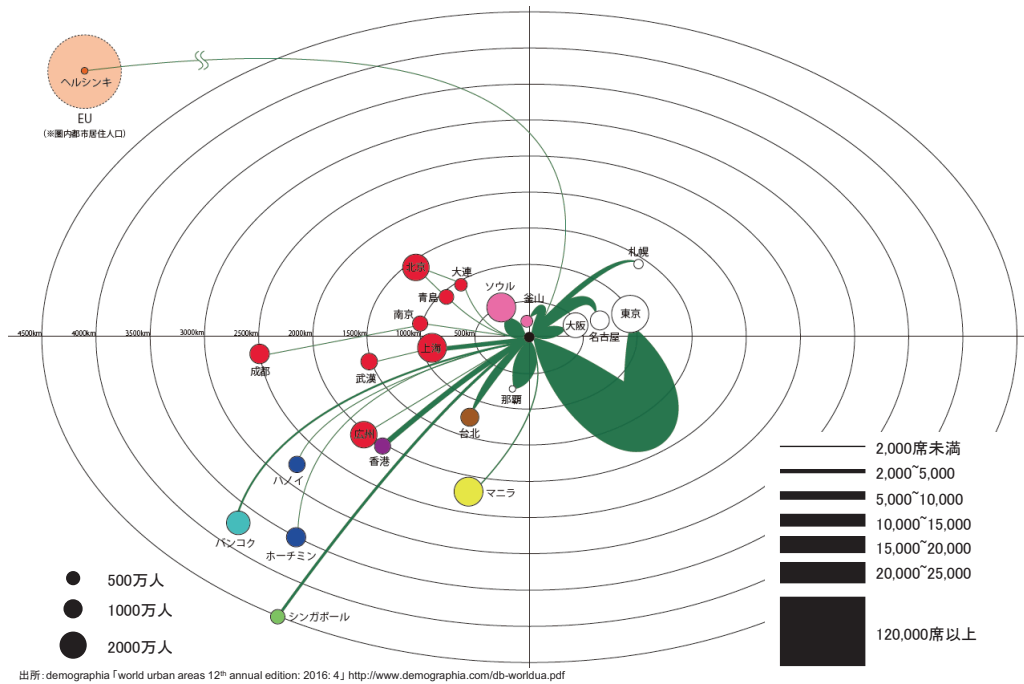 ヘルシンキ
EU
(※圏内都市居住人口)
札幌
北京
大連
ソウル
釜山
青島
東京
南京
大阪
名古屋
4500km
4000km
3000km
2500km
2000km
1500km
1000km
500km
上海
成都
武漢
那覇
台北
広州
香港
ハノイ
マニラ
バンコク
ホーチミン
シンガポール
2,000席未満
2,000~5,000
5,000~10,000
10,000~15,000
15,000~20,000
20,000~25,000
120,000席以上
500万人
1000万人
2000万人
出所:demographia「world urban areas 12th annual edition: 2016: 4」http://www.demographia.com/db-worldua.pdf